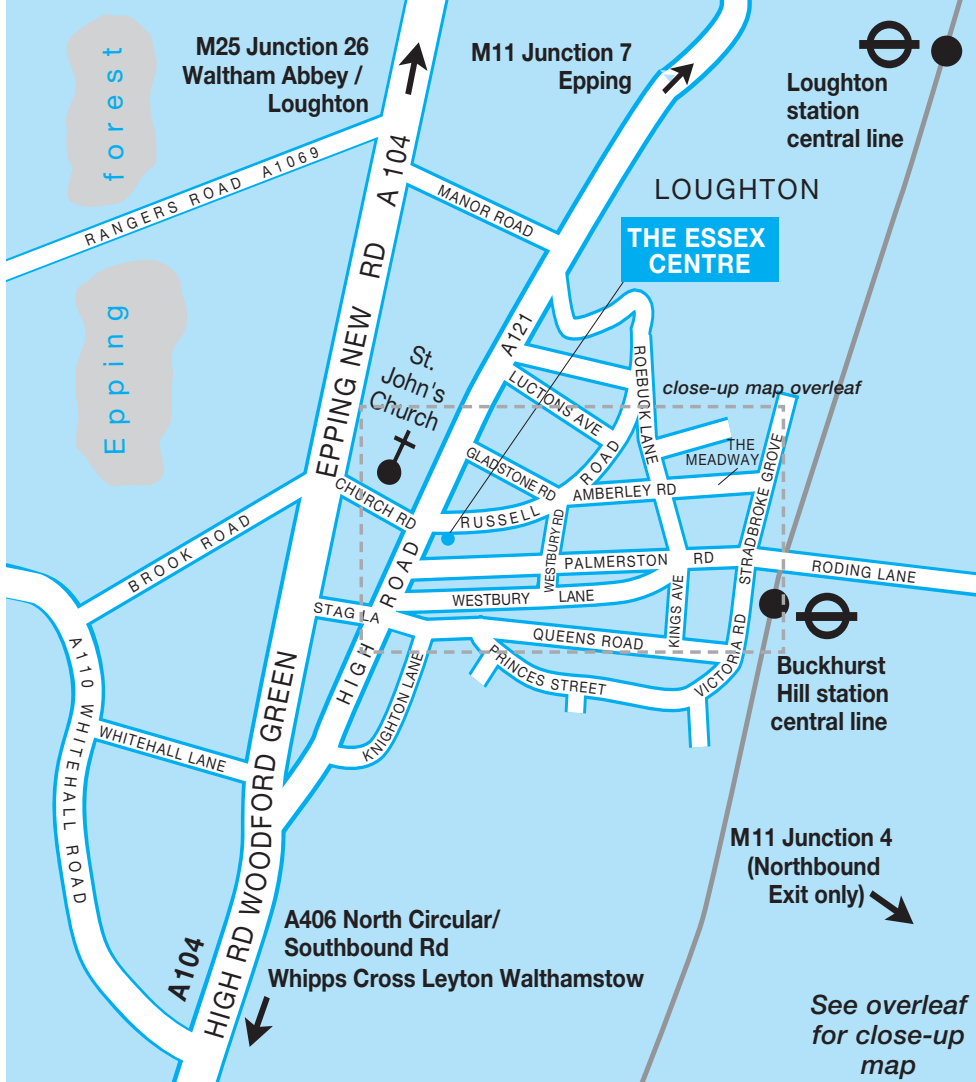 M25 Junction 26
Waltham Abbey /
Loughton
M11 Junction 7
Epping
Loughton
station
central line
forest
Epping
RANGERS ROAD A1069
A 104
MANOR ROAD
LOUGHTON
THE ESSEX
CENTRE
EPPING NEW RD
A121
St.
John's
Church
LUCTONS AVE
ROEBUCK LANE
close-up map overleaf
GLADSTONE RD
RUSSELL ROAD
THE
MEADWAY
AMBERLEY RD
STRADBROKE GROVE
CHURCH RD
BROOK ROAD
WESTBURY RD
PALMERSTON RD
RODING LANE
HIGH ROAD
STAG LA
WESTBURY LANE
KINGS AVE
QUEENS ROAD
VICTORIA RD
PRINCES STREET
KNIGHTON LANE
Buckhurst
Hill station
central line
A110 WHITEHALL ROAD
WHITEHALL LANE
HIGH RD WOODFORD GREEN
A104
M11 Junction 4
(Northbound
Exit only)
A406 North Circular/
Southbound Rd
Whipps Cross Leyton Walthamstow
See overleaf
for close-up
map